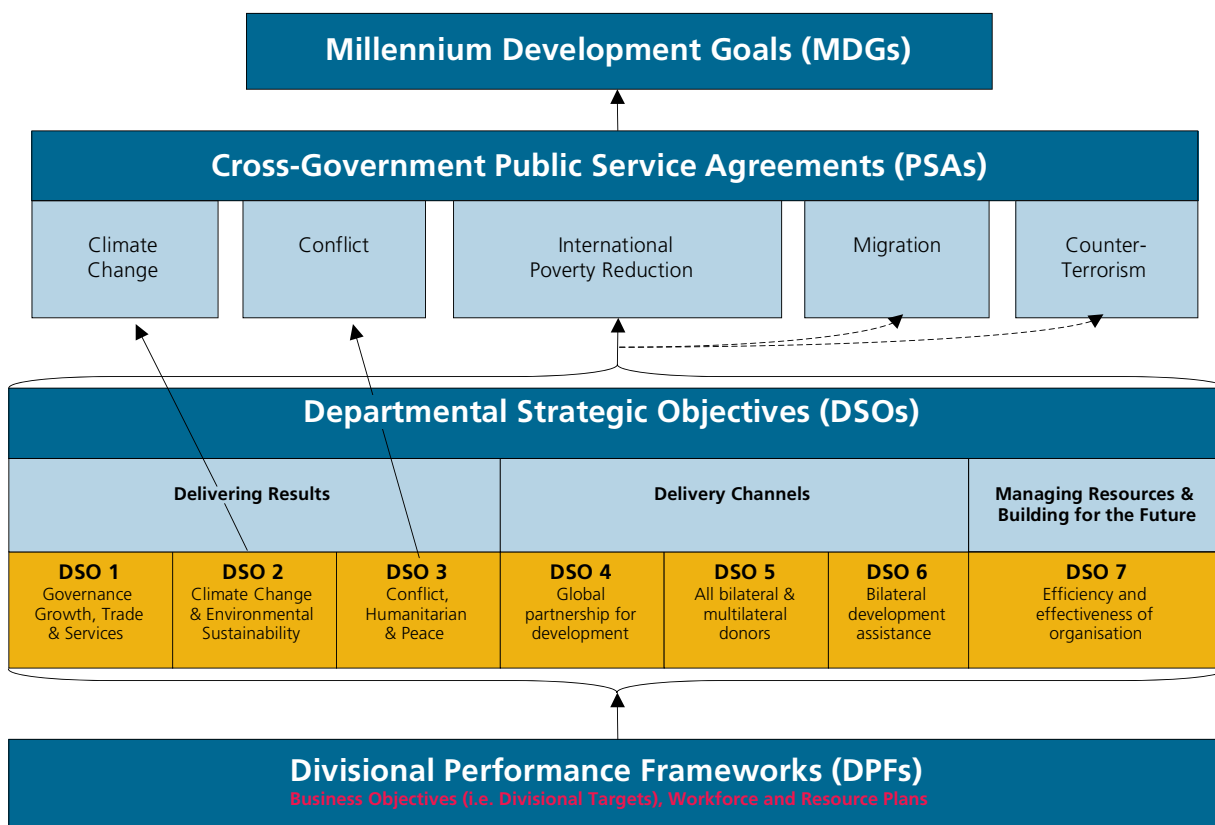 Millennium Development Goals (MDGs)
Cross-Government Public Service Agreements (PSAs)
Climate
Change
Conflict
International
Poverty Reduction
Migration
Counter-
Terrorism
Departmental Strategic Objectives (DSOs)
Delivering Results
Delivery Channels
Managing Resources &
Building for the Future
DSO 1
Governance
Growth, Trade
& Services
DSO 2
Climate Change
& Environmental
Sustainability
DSO 3
Conflict,
Humanitarian
& Peace
DSO 4
Global
partnership for
development
DSO 5
All bilateral &
multilateral
donors
DSO 6
Bilateral
development
assistance
DSO 7
Efficiency and
effectiveness of
organisation
Divisional Performance Frameworks (DPFs)
Business Objectives (i.e. Divisional Targets), Workforce and Resource Plans